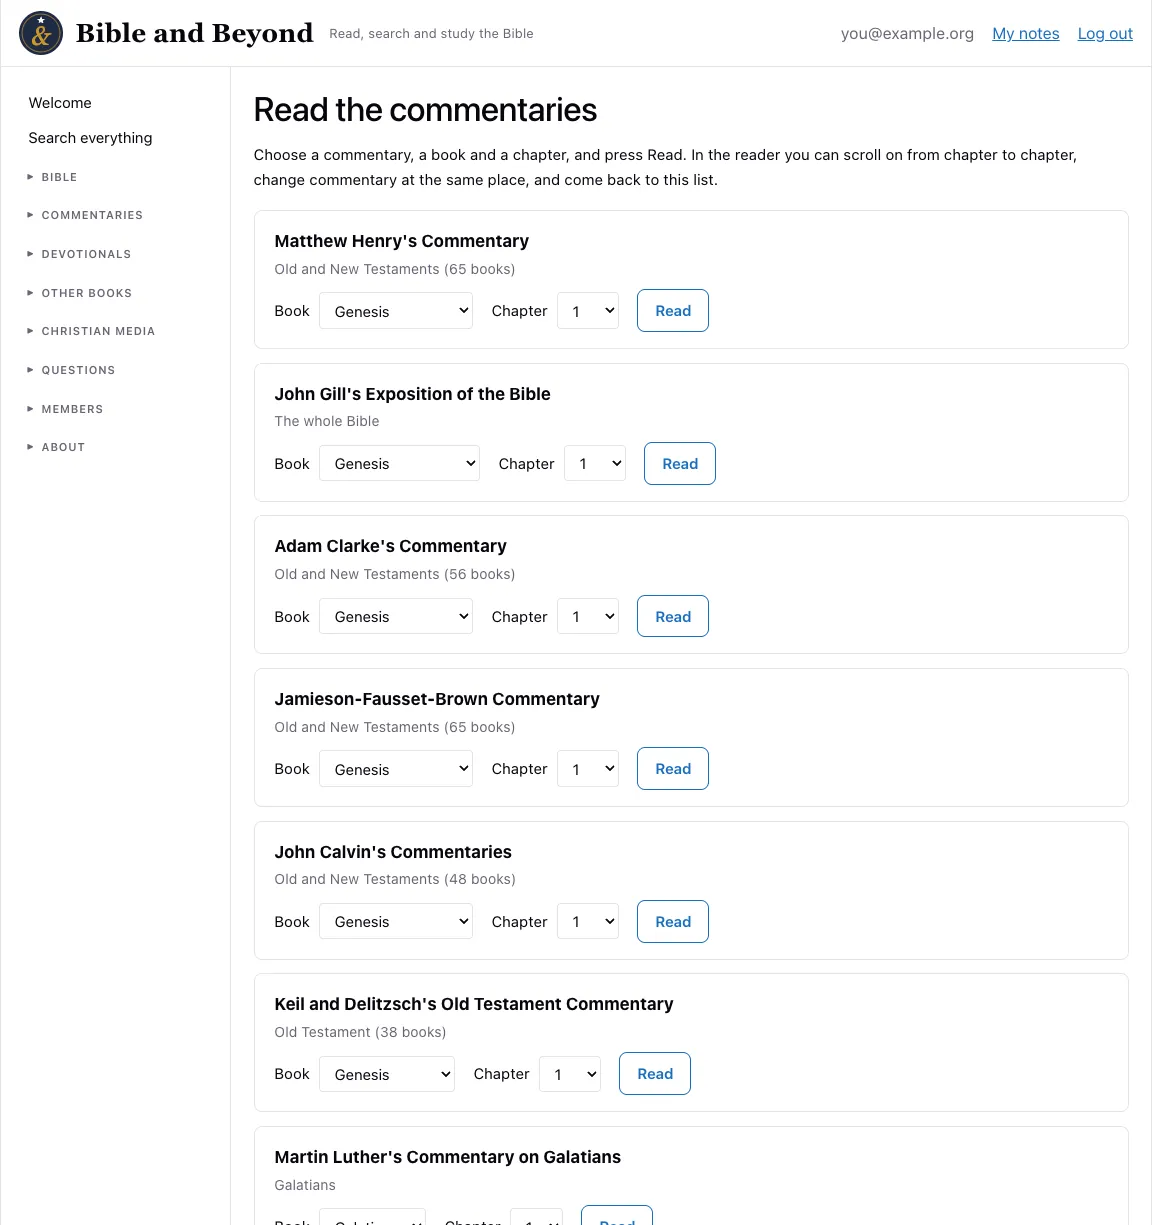 & Bible and Beyond Read, search and study the Bible you@example.org My notes Log out
Welcome
Search everything
BIBLE
COMMENTARIES
DEVOTIONALS
OTHER BOOKS
CHRISTIAN MEDIA
QUESTIONS
MEMBERS
ABOUT
Read the commentaries
Choose a commentary, a book and a chapter, and press Read. In the reader you can scroll on from chapter to chapter,
change commentary at the same place, and come back to this list.
Matthew Henry's Commentary
Old and New Testaments (65 books)
Book Genesis Chapter 1 Read
John Gill's Exposition of the Bible
The whole Bible
Book Genesis Chapter 1 Read
Adam Clarke's Commentary
Old and New Testaments (56 books)
Book Genesis Chapter 1 Read
Jamieson-Fausset-Brown Commentary
Old and New Testaments (65 books)
Book Genesis Chapter 1 Read
John Calvin's Commentaries
Old and New Testaments (48 books)
Book Genesis Chapter 1 Read
Keil and Delitzsch's Old Testament Commentary
Old Testament (38 books)
Book Genesis Chapter 1 Read
Martin Luther's Commentary on Galatians
Galatians
Book Galatians Chapter 1 Read